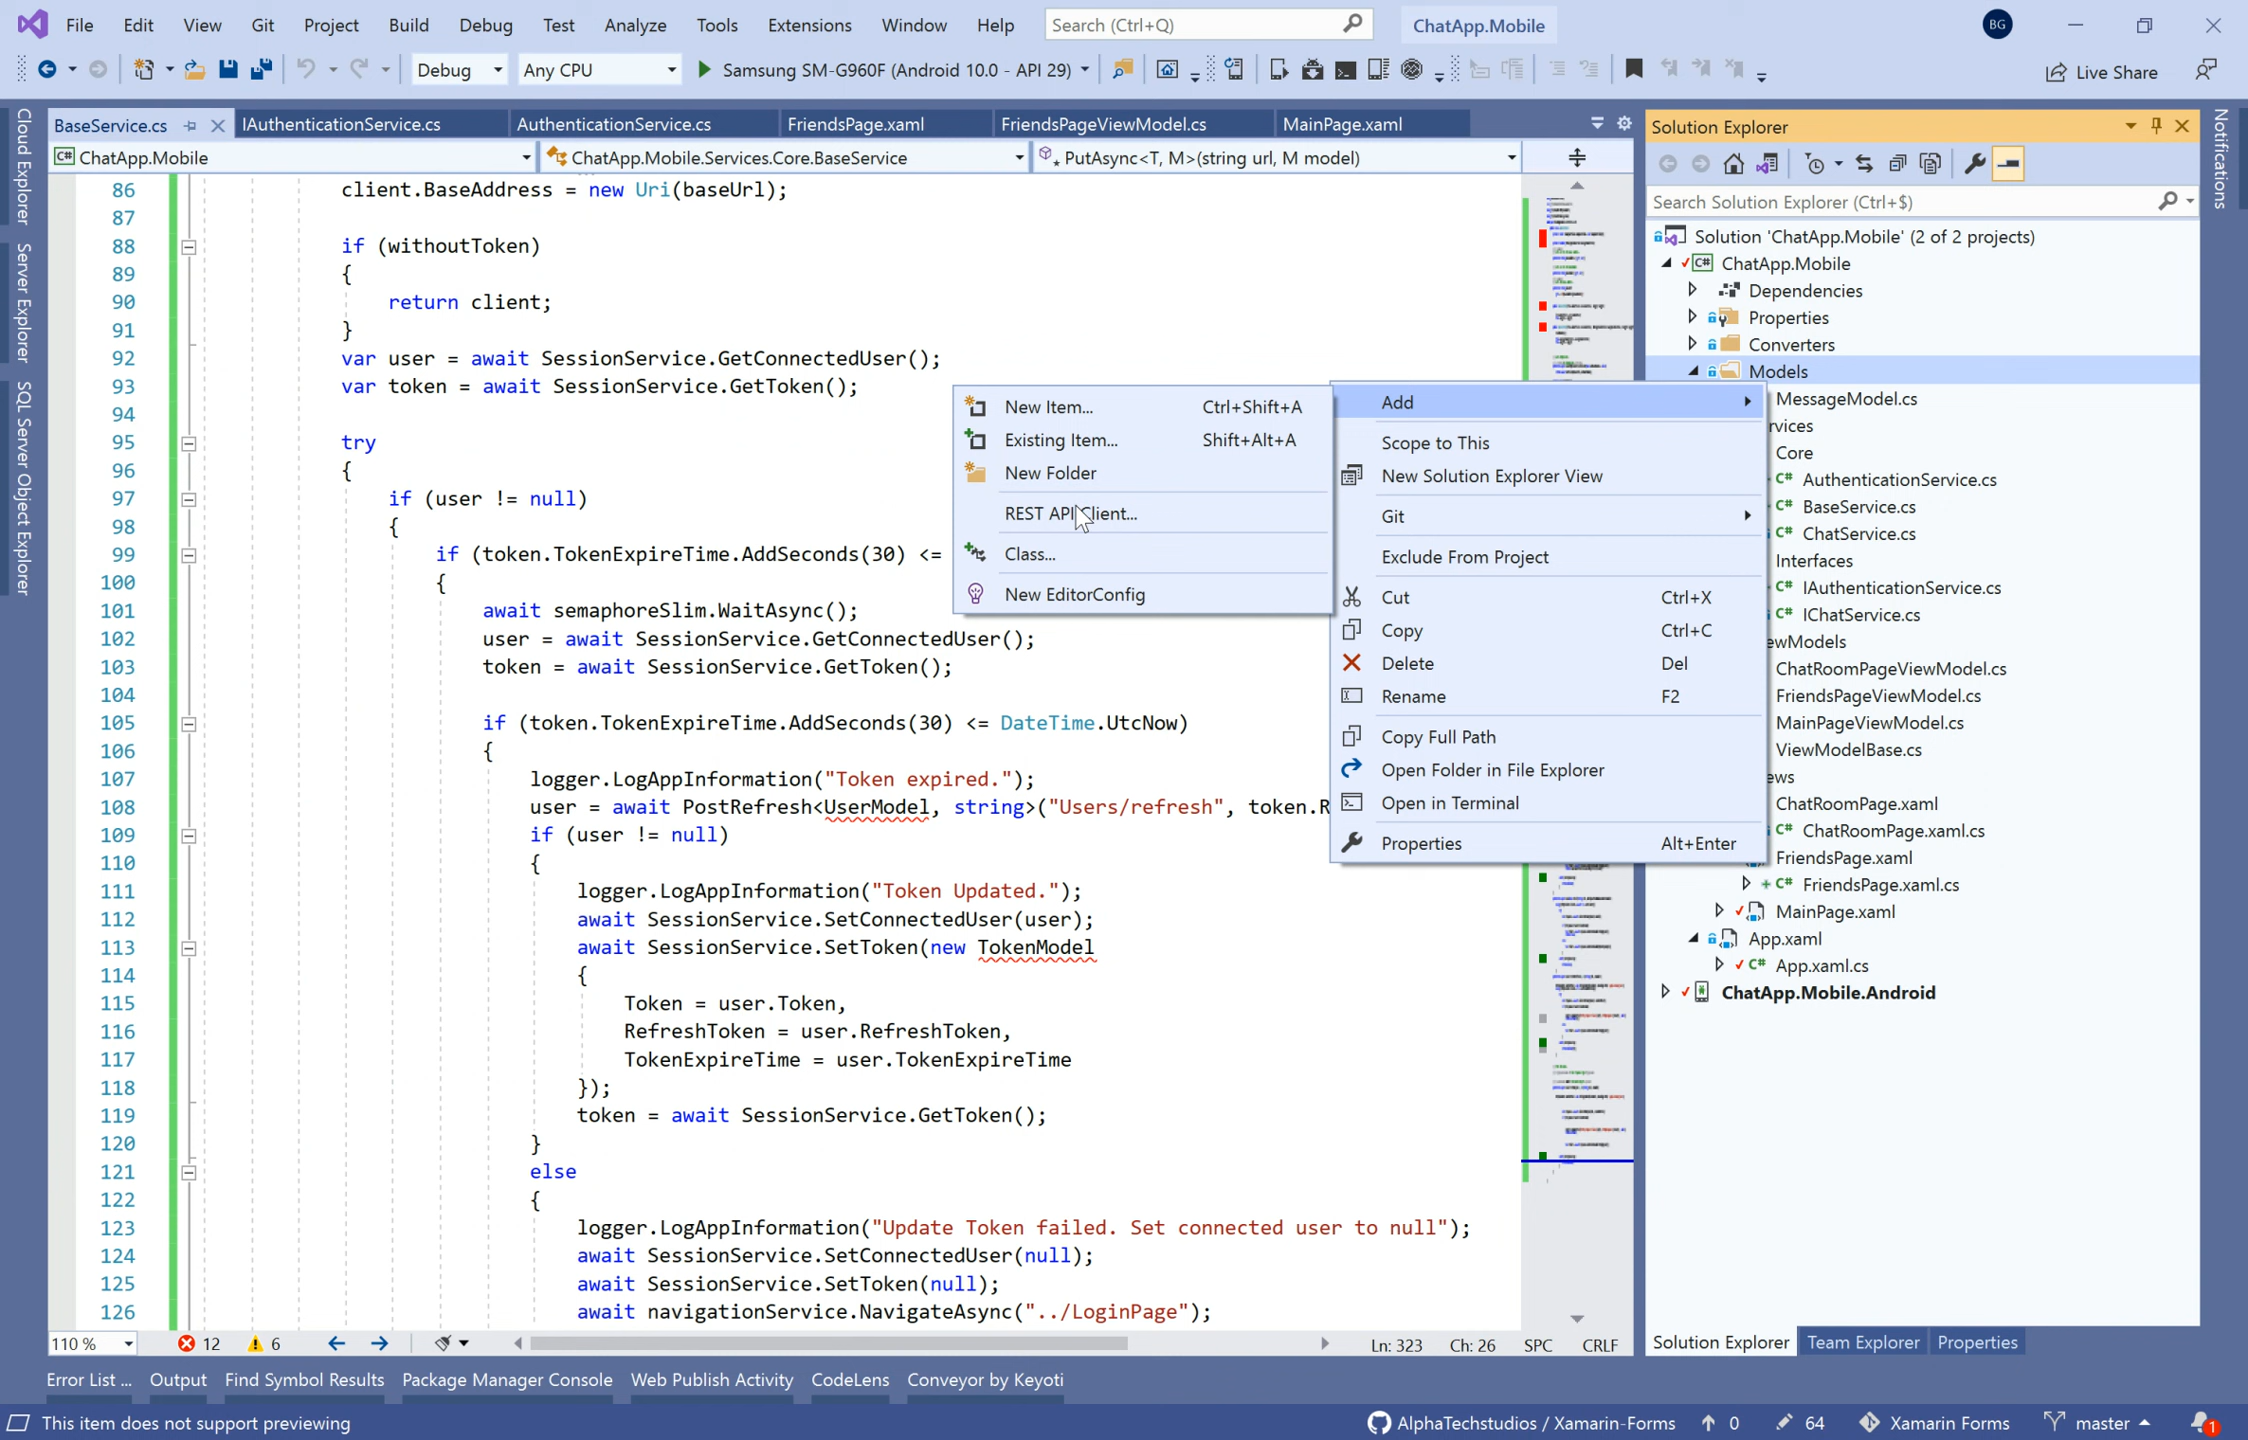 File Edit View Git Project Build Debug Test Analyze Tools Extensions Window Help Search (Ctrl+Q) ChatApp.Mobile BG
Debug Any CPU Samsung SM-G960F (Android 10.0 - API 29) Live Share
Cloud Explorer
Server Explorer
SQL Server Object Explorer
BaseService.cs IAuthenticationService.cs AuthenticationService.cs FriendsPage.xaml FriendsPageViewModel.cs MainPage.xaml
C# ChatApp.Mobile ChatApp.Mobile.Services.Core.BaseService PutAsync<T, M>(string url, M model)
86 client.BaseAddress = new Uri(baseUrl);
87
88 if (withoutToken)
89 {
90 return client;
91 }
92 var user = await SessionService.GetConnectedUser();
93 var token = await SessionService.GetToken();
94
95 try
96 {
97 if (user != null)
98 {
99 if (token.TokenExpireTime.AddSeconds(30) <=
100 {
101 await semaphoreSlim.WaitAsync();
102 user = await SessionService.GetConnectedUser();
103 token = await SessionService.GetToken();
104
105 if (token.TokenExpireTime.AddSeconds(30) <= DateTime.UtcNow)
106 {
107 logger.LogAppInformation("Token expired.");
108 user = await PostRefresh<UserModel, string>("Users/refresh", token.R
109 if (user != null)
110 {
111 logger.LogAppInformation("Token Updated.");
112 await SessionService.SetConnectedUser(user);
113 await SessionService.SetToken(new TokenModel
114 {
115 Token = user.Token,
116 RefreshToken = user.RefreshToken,
117 TokenExpireTime = user.TokenExpireTime
118 });
119 token = await SessionService.GetToken();
120 }
121 else
122 {
123 logger.LogAppInformation("Update Token failed. Set connected user to null");
124 await SessionService.SetConnectedUser(null);
125 await SessionService.SetToken(null);
126 await navigationService.NavigateAsync("../LoginPage");
New Item... Ctrl+Shift+A
Existing Item... Shift+Alt+A
New Folder
REST API Client...
Class...
New EditorConfig
Add
Scope to This
New Solution Explorer View
Git
Exclude From Project
Cut Ctrl+X
Copy Ctrl+C
Delete Del
Rename F2
Copy Full Path
Open Folder in File Explorer
Open in Terminal
Properties Alt+Enter
Solution Explorer
Search Solution Explorer (Ctrl+$)
Solution 'ChatApp.Mobile' (2 of 2 projects)
C# ChatApp.Mobile
Dependencies
Properties
Converters
Models
MessageModel.cs
rvices
Core
C# AuthenticationService.cs
C# BaseService.cs
C# ChatService.cs
Interfaces
C# IAuthenticationService.cs
C# IChatService.cs
ewModels
ChatRoomPageViewModel.cs
FriendsPageViewModel.cs
MainPageViewModel.cs
ViewModelBase.cs
ews
ChatRoomPage.xaml
C# ChatRoomPage.xaml.cs
FriendsPage.xaml
C# FriendsPage.xaml.cs
MainPage.xaml
App.xaml
C# App.xaml.cs
ChatApp.Mobile.Android
Notifications
110 % 12 6 Ln: 323 Ch: 26 SPC CRLF
Solution Explorer Team Explorer Properties
Error List ... Output Find Symbol Results Package Manager Console Web Publish Activity CodeLens Conveyor by Keyoti
This item does not support previewing AlphaTechstudios / Xamarin-Forms 0 64 Xamarin Forms master 1